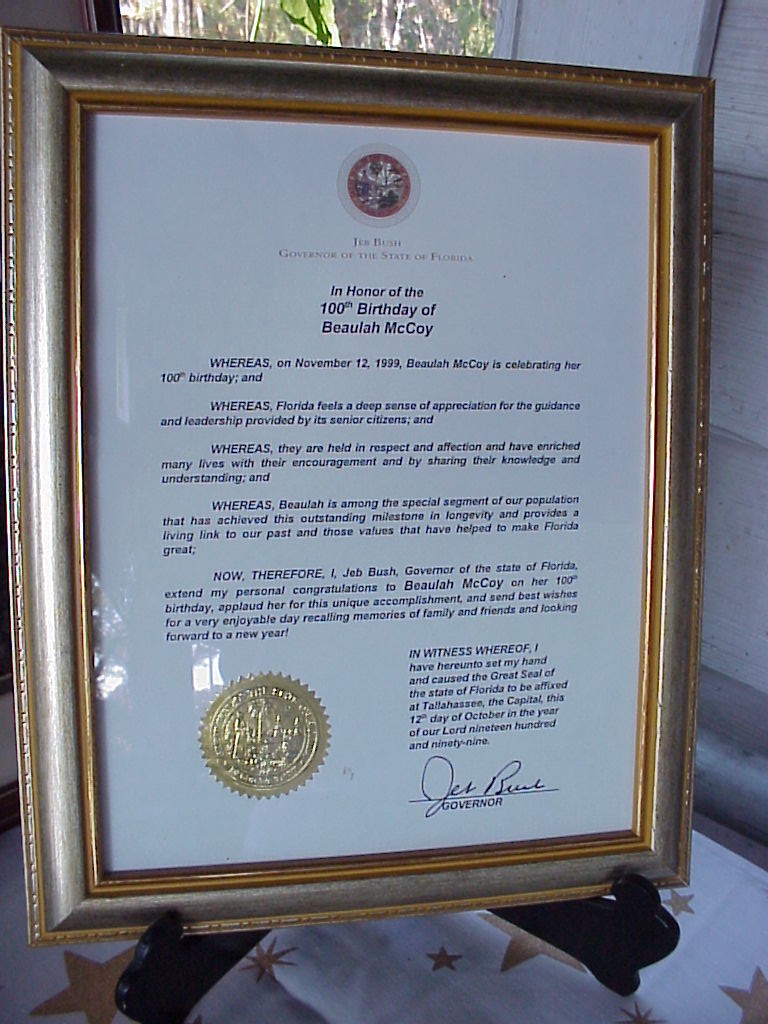 Jeb Bush
Governor of the State of Florida
In Honor of the
100th Birthday of
Beaulah McCoy
WHEREAS, on November 12, 1999, Beaulah McCoy is celebrating her
100th birthday; and
WHEREAS, Florida feels a deep sense of appreciation for the guidance
and leadership provided by its senior citizens; and
WHEREAS, they are held in respect and affection and have enriched
many lives with their encouragement and by sharing their knowledge and
understanding; and
WHEREAS, Beaulah is among the special segment of our population
that has achieved this outstanding milestone in longevity and provides a
living link to our past and those values that have helped to make Florida
great;
NOW, THEREFORE, I, Jeb Bush, Governor of the state of Florida,
extend my personal congratulations to Beaulah McCoy on her 100th
birthday, applaud her for this unique accomplishment, and send best wishes
for a very enjoyable day recalling memories of family and friends and looking
forward to a new year!
IN WITNESS WHEREOF, I
have hereunto set my hand
and caused the Great Seal of
the state of Florida to be affixed
at Tallahassee, the Capital, this
12th day of October in the year
of our Lord nineteen hundred
and ninety-nine.
Jeb Bush
GOVERNOR